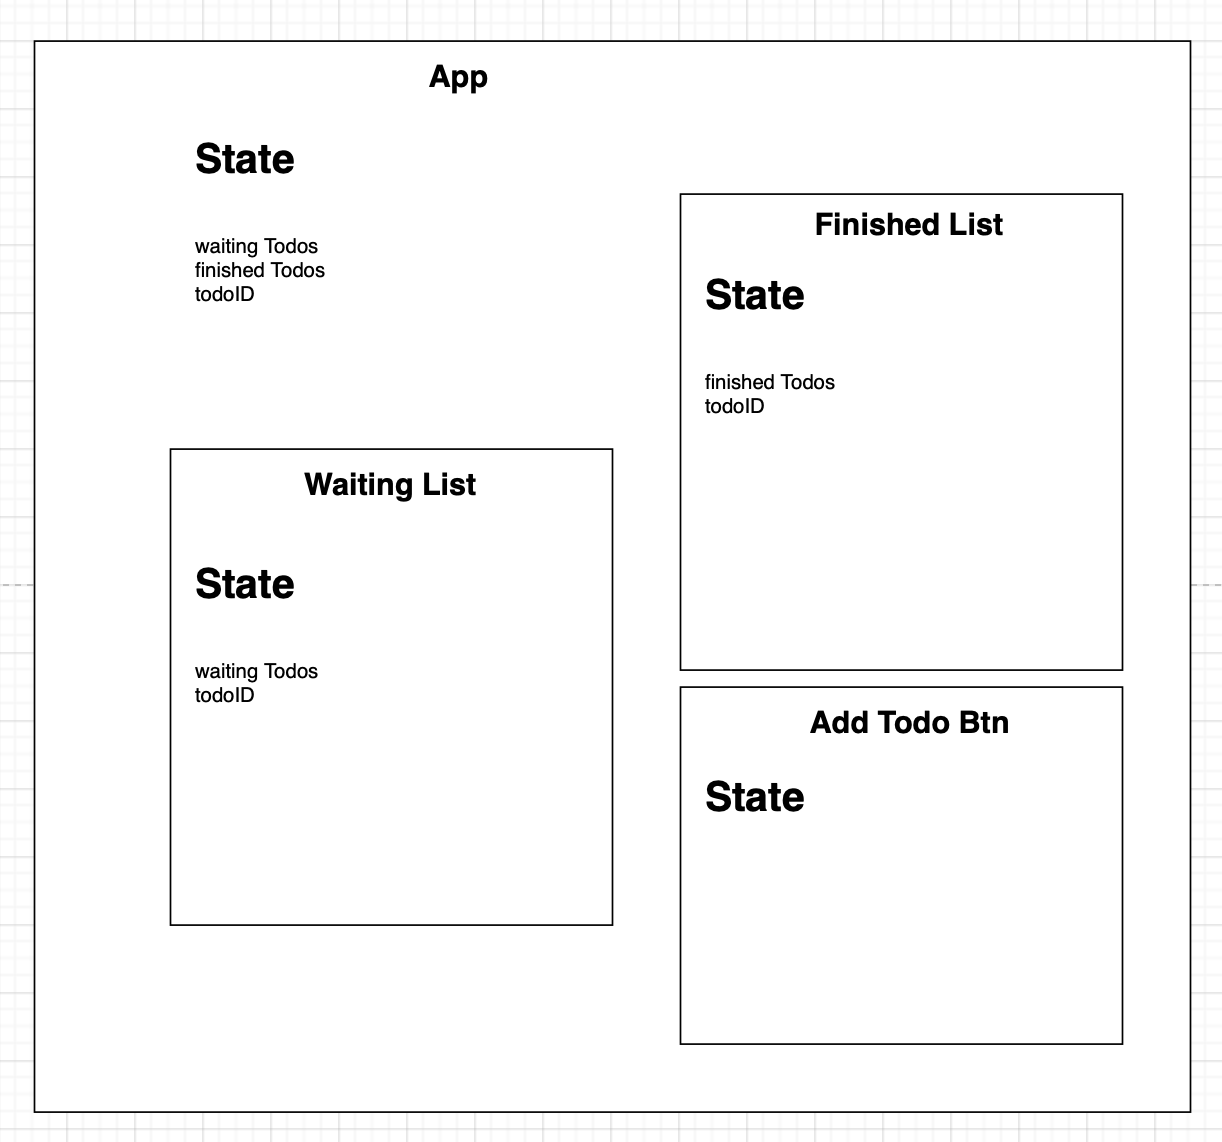 App
State
waiting Todos
finished Todos
todoID
Finished List
State
finished Todos
todoID
Waiting List
State
waiting Todos
todoID
Add Todo Btn
State